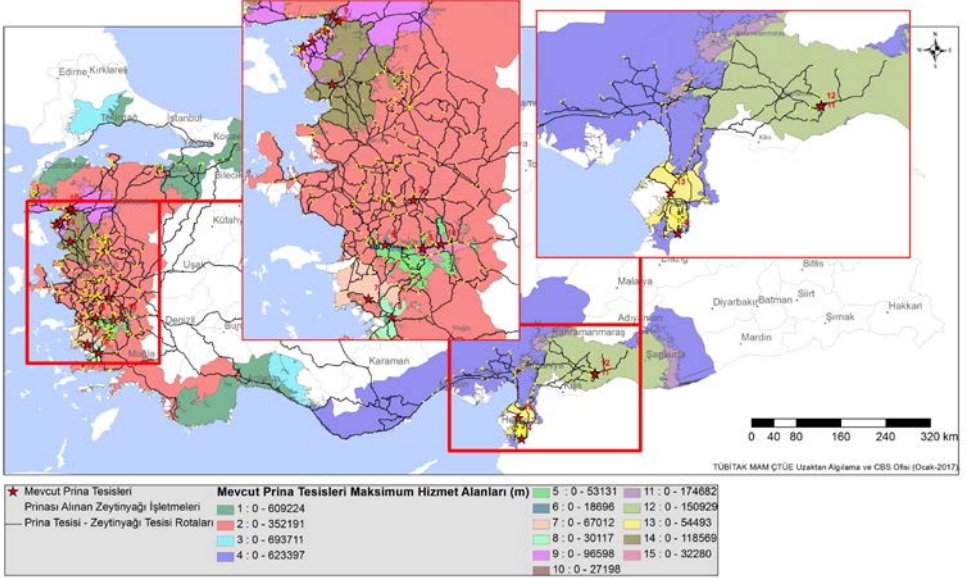 Edirne Kırklareli
Tekirdağ
İstanbul
Kocaeli
Çanakkale
Bilecik
Kütahya
Uşak
Denizli
Muğla
Antalya
Karaman
Malatya
Elazığ
Bitlis
Diyarbakır Batman Siirt
Hakkari
Şırnak
Mardin
Adıyaman
Kahramanmaraş
Şanlıurfa
Kilis
12
11
13
0 40 80 160 240 320 km
TÜBİTAK MAM ÇTÜE Uzaktan Algılama ve CBS Ofisi (Ocak-2017).
Mevcut Prina Tesisleri
Prinası Alınan Zeytinyağı İşletmeleri
Prina Tesisi - Zeytinyağı Tesisi Rotaları
Mevcut Prina Tesisleri Maksimum Hizmet Alanları (m)
1 : 0 - 609224
2 : 0 - 352191
3 : 0 - 693711
4 : 0 - 623397
5 : 0 - 53131
6 : 0 - 18696
7 : 0 - 67012
8 : 0 - 30117
9 : 0 - 96598
10 : 0 - 27198
11 : 0 - 174682
12 : 0 - 150929
13 : 0 - 54493
14 : 0 - 118569
15 : 0 - 32280